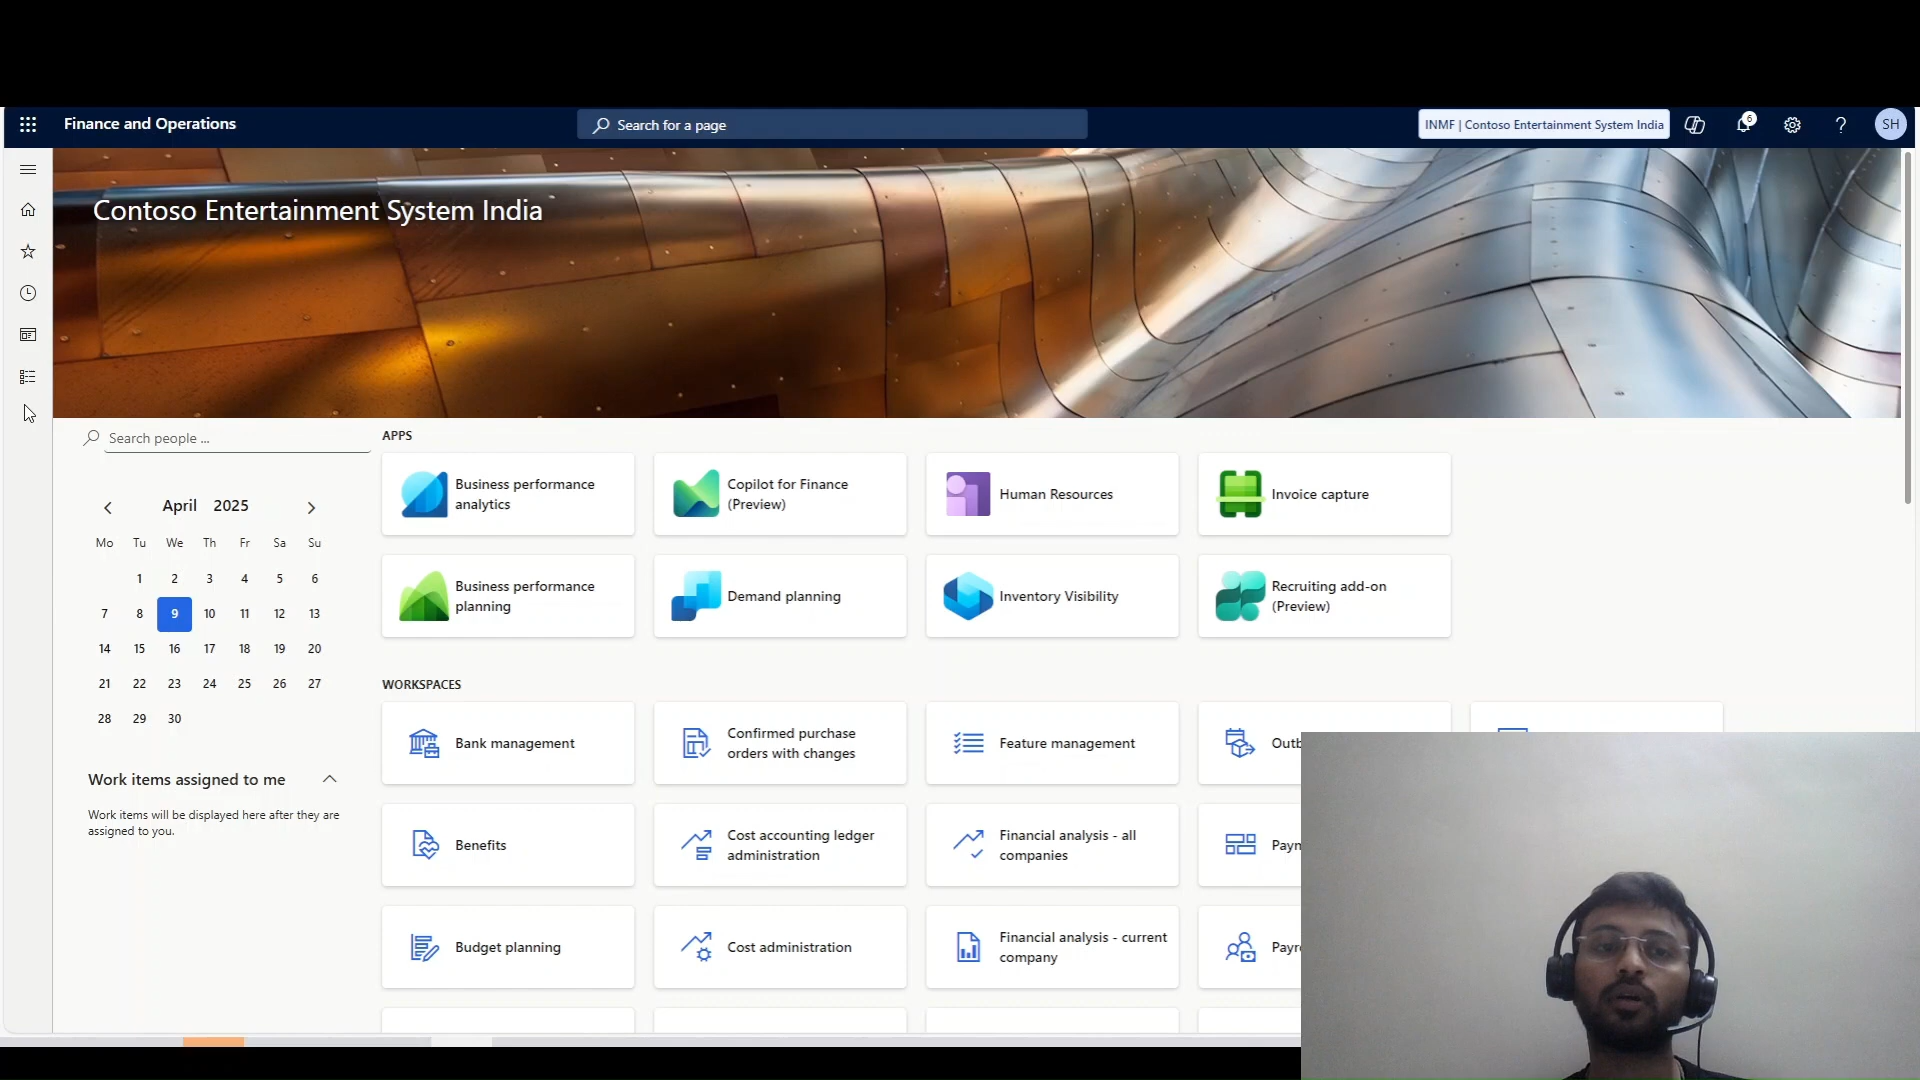 Finance and Operations
Search for a page
INMF | Contoso Entertainment System India
6
?
SH
Contoso Entertainment System India
Search people ...
April 2025
Mo Tu We Th Fr Sa Su
1 2 3 4 5 6
7 8 9 10 11 12 13
14 15 16 17 18 19 20
21 22 23 24 25 26 27
28 29 30
Work items assigned to me
Work items will be displayed here after they are
assigned to you.
APPS
Business performance
analytics
Copilot for Finance
(Preview)
Human Resources
Invoice capture
Business performance
planning
Demand planning
Inventory Visibility
Recruiting add-on
(Preview)
WORKSPACES
Bank management
Confirmed purchase
orders with changes
Feature management
Outb
Benefits
Cost accounting ledger
administration
Financial analysis - all
companies
Payn
Budget planning
Cost administration
Financial analysis - current
company
Payr